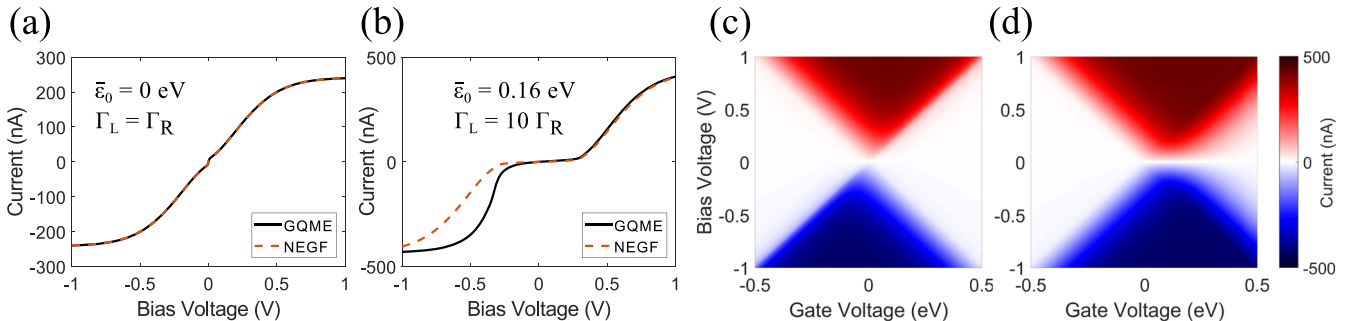 (a)
300
200
100
0
-100
-200
-300
Current (nA)
ε̄₀ = 0 eV
Γ_L = Γ_R
GQME
NEGF
-1 -0.5 0 0.5 1
Bias Voltage (V)
(b)
500
0
-500
Current (nA)
ε̄₀ = 0.16 eV
Γ_L = 10 Γ_R
GQME
NEGF
-1 -0.5 0 0.5 1
Bias Voltage (V)
(c)
1
0.5
0
-0.5
-1
Bias Voltage (V)
-0.5 0 0.5
Gate Voltage (eV)
(d)
1
0.5
0
-0.5
-1
-0.5 0 0.5
Gate Voltage (eV)
500
0
-500
Current (nA)